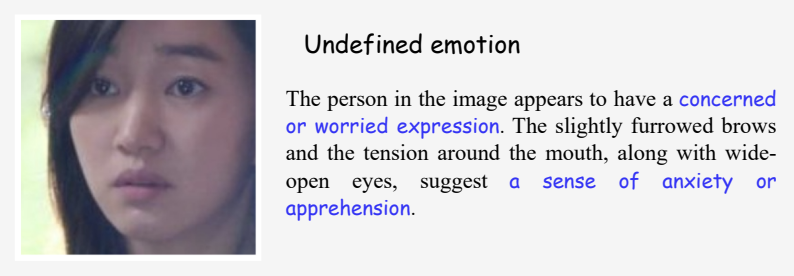 Undefined emotion
The person in the image appears to have a concerned
or worried expression. The slightly furrowed brows
and the tension around the mouth, along with wide-
open eyes, suggest a sense of anxiety or
apprehension.